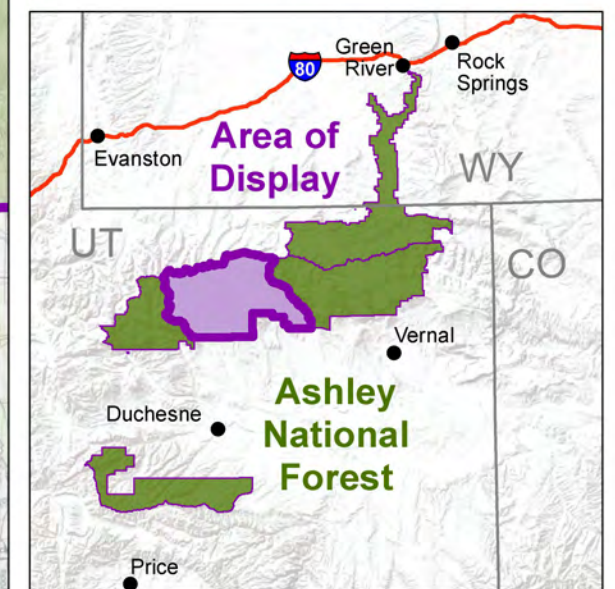 Green
River
Rock
Springs
80
Evanston
Area of
Display
WY
UT
CO
Vernal
Ashley
National
Forest
Duchesne
Price